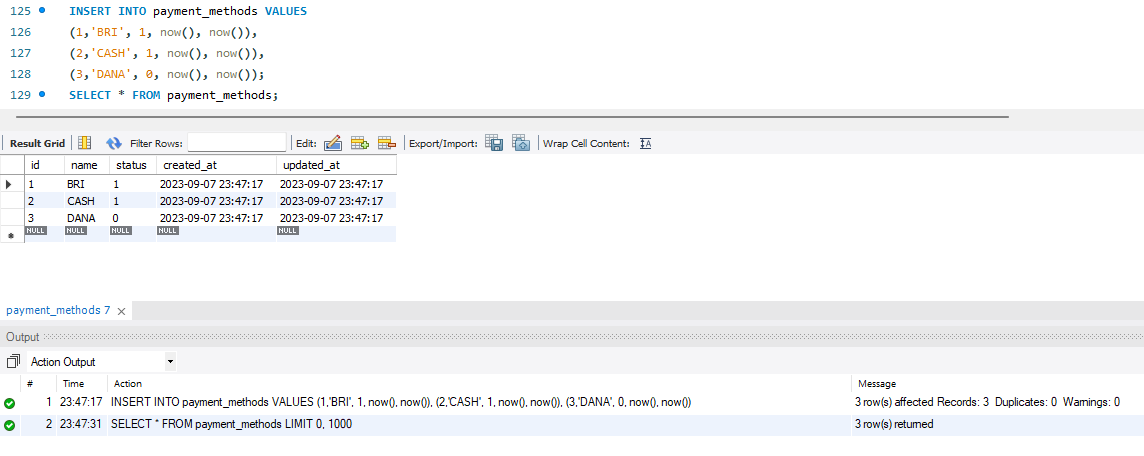 125 INSERT INTO payment_methods VALUES
126 (1,'BRI', 1, now(), now()),
127 (2,'CASH', 1, now(), now()),
128 (3,'DANA', 0, now(), now());
129 SELECT * FROM payment_methods;
Result Grid Filter Rows: Edit: Export/Import: Wrap Cell Content: IA
id name status created_at updated_at
1 BRI 1 2023-09-07 23:47:17 2023-09-07 23:47:17
2 CASH 1 2023-09-07 23:47:17 2023-09-07 23:47:17
3 DANA 0 2023-09-07 23:47:17 2023-09-07 23:47:17
NULL NULL NULL NULL NULL
payment_methods 7
Output
Action Output
# Time Action Message
1 23:47:17 INSERT INTO payment_methods VALUES (1,'BRI', 1, now(), now()), (2,'CASH', 1, now(), now()), (3,'DANA', 0, now(), now()) 3 row(s) affected Records: 3 Duplicates: 0 Warnings: 0
2 23:47:31 SELECT * FROM payment_methods LIMIT 0, 1000 3 row(s) returned